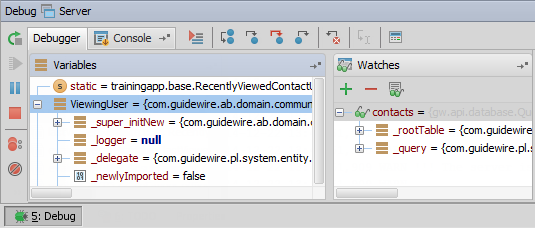 Debug Server
Debugger Console
Variables
static = trainingapp.base.RecentlyViewedContactU
ViewingUser = {com.guidewire.ab.domain.commun
_super_initNew = {com.guidewire.ab.domain.c
_logger = null
_delegate = {com.guidewire.pl.system.entity.
_newlyImported = false
Watches
contacts = {gw.api.database.Qu
_rootTable = {com.guidewi
_query = {com.guidewire.pl.s
5: Debug